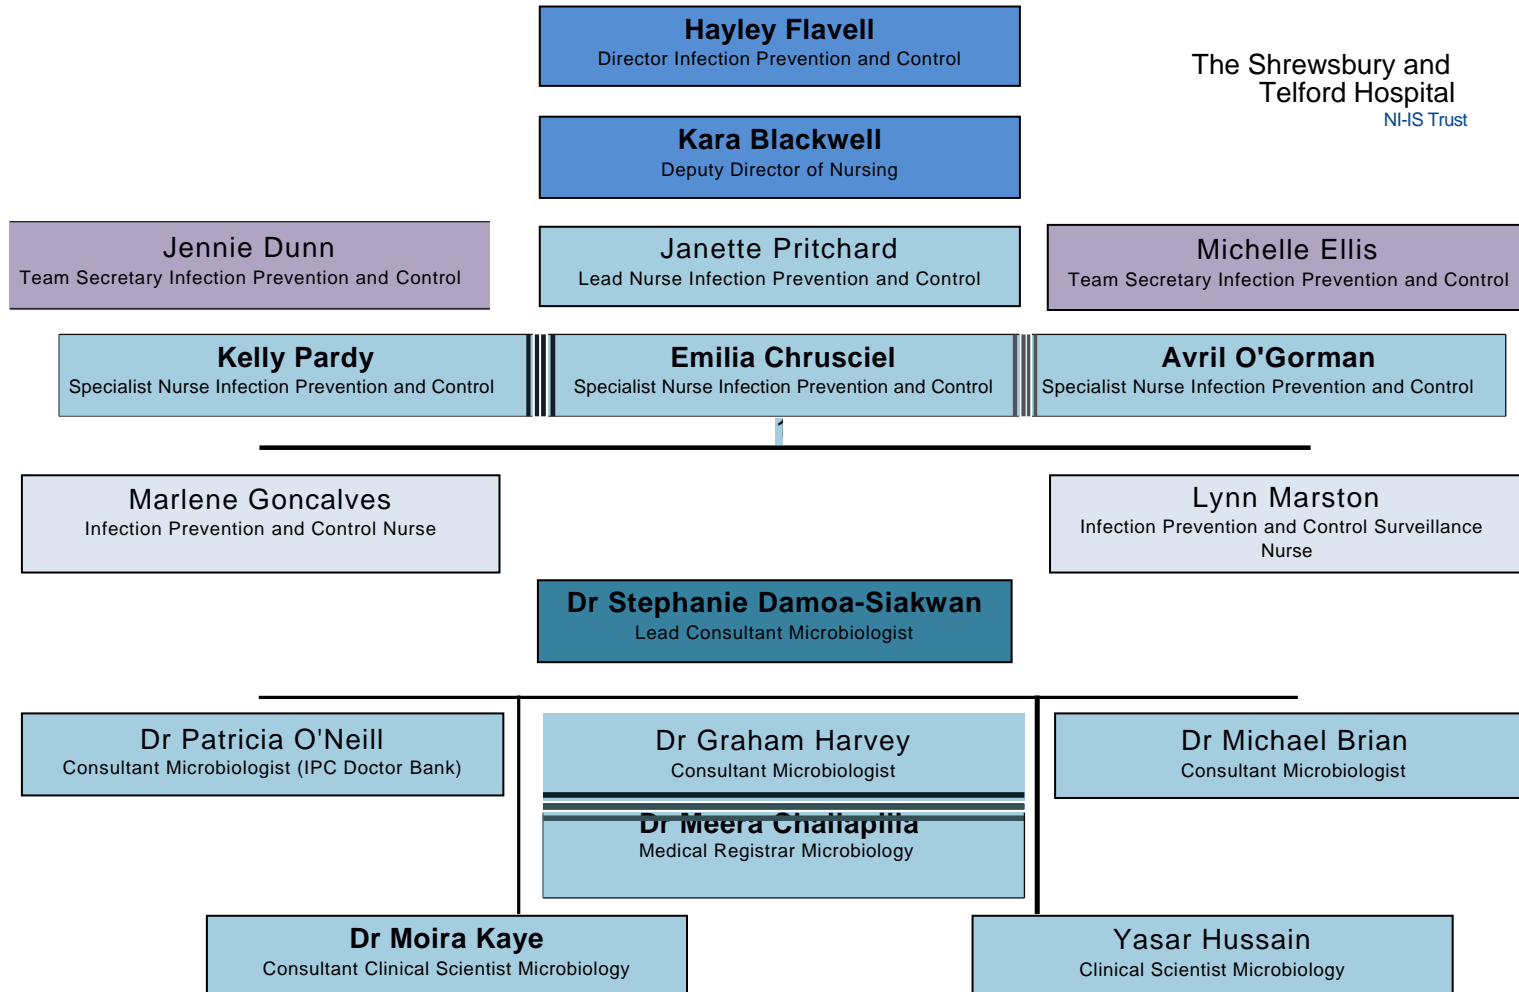 Hayley Flavell
Director Infection Prevention and Control
The Shrewsbury and
Telford Hospital
NI-IS Trust
Kara Blackwell
Deputy Director of Nursing
Jennie Dunn
Team Secretary Infection Prevention and Control
Janette Pritchard
Lead Nurse Infection Prevention and Control
Michelle Ellis
Team Secretary Infection Prevention and Control
Kelly Pardy
Specialist Nurse Infection Prevention and Control
Emilia Chrusciel
Specialist Nurse Infection Prevention and Control
Avril O'Gorman
Specialist Nurse Infection Prevention and Control
Marlene Goncalves
Infection Prevention and Control Nurse
Lynn Marston
Infection Prevention and Control Surveillance
Nurse
Dr Stephanie Damoa-Siakwan
Lead Consultant Microbiologist
Dr Patricia O'Neill
Consultant Microbiologist (IPC Doctor Bank)
Dr Graham Harvey
Consultant Microbiologist
Dr Michael Brian
Consultant Microbiologist
Dr Meera
Medical Registrar Microbiology
Dr Moira Kaye
Consultant Clinical Scientist Microbiology
Yasar Hussain
Clinical Scientist Microbiology